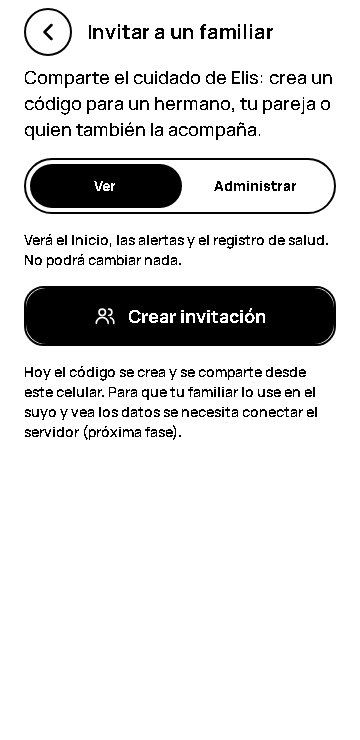 Invitar a un familiar
Comparte el cuidado de Elis: crea un
código para un hermano, tu pareja o
quien también la acompaña.
Ver
Administrar
Verá el Inicio, las alertas y el registro de salud.
No podrá cambiar nada.
Crear invitación
Hoy el código se crea y se comparte desde
este celular. Para que tu familiar lo use en el
suyo y vea los datos se necesita conectar el
servidor (próxima fase).